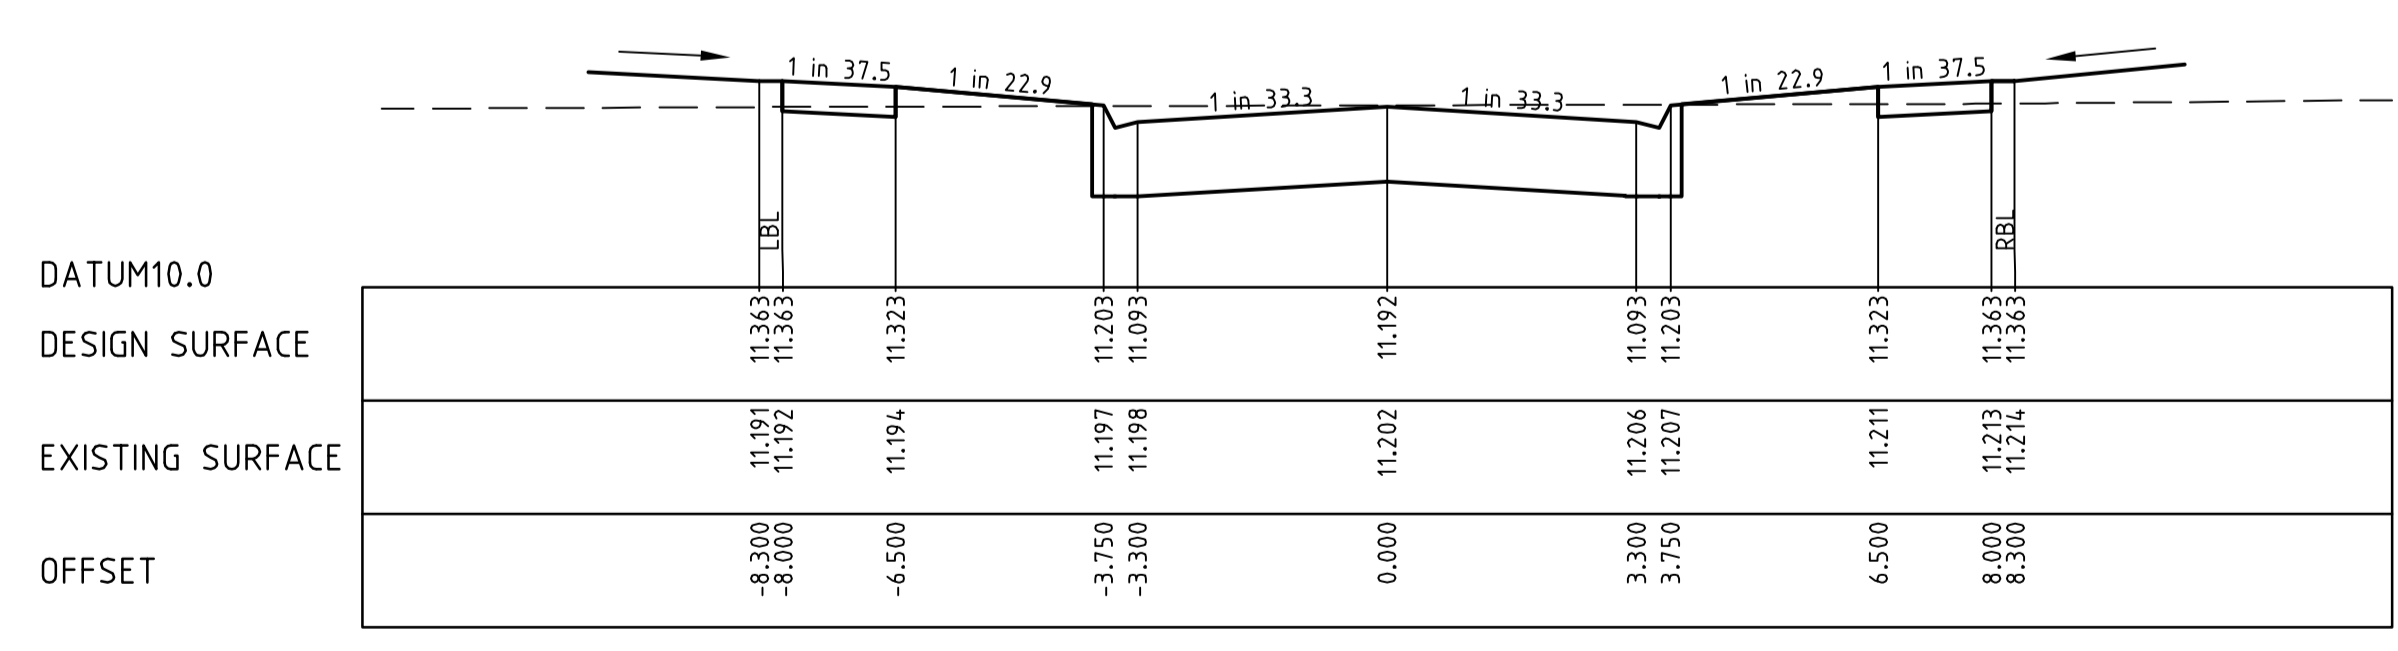 1 in 37.5
1 in 22.9
1 in 33.3
1 in 33.3
1 in 22.9
1 in 37.5
LBL
RBL
DATUM10.0
DESIGN SURFACE 11.363 11.363 11.323 11.203 11.093 11.192 11.093 11.203 11.323 11.363 11.363
EXISTING SURFACE 11.191 11.192 11.194 11.197 11.198 11.202 11.206 11.207 11.211 11.213 11.214
OFFSET -8.300 -8.000 -6.500 -3.750 -3.300 0.000 3.300 3.750 6.500 8.000 8.300